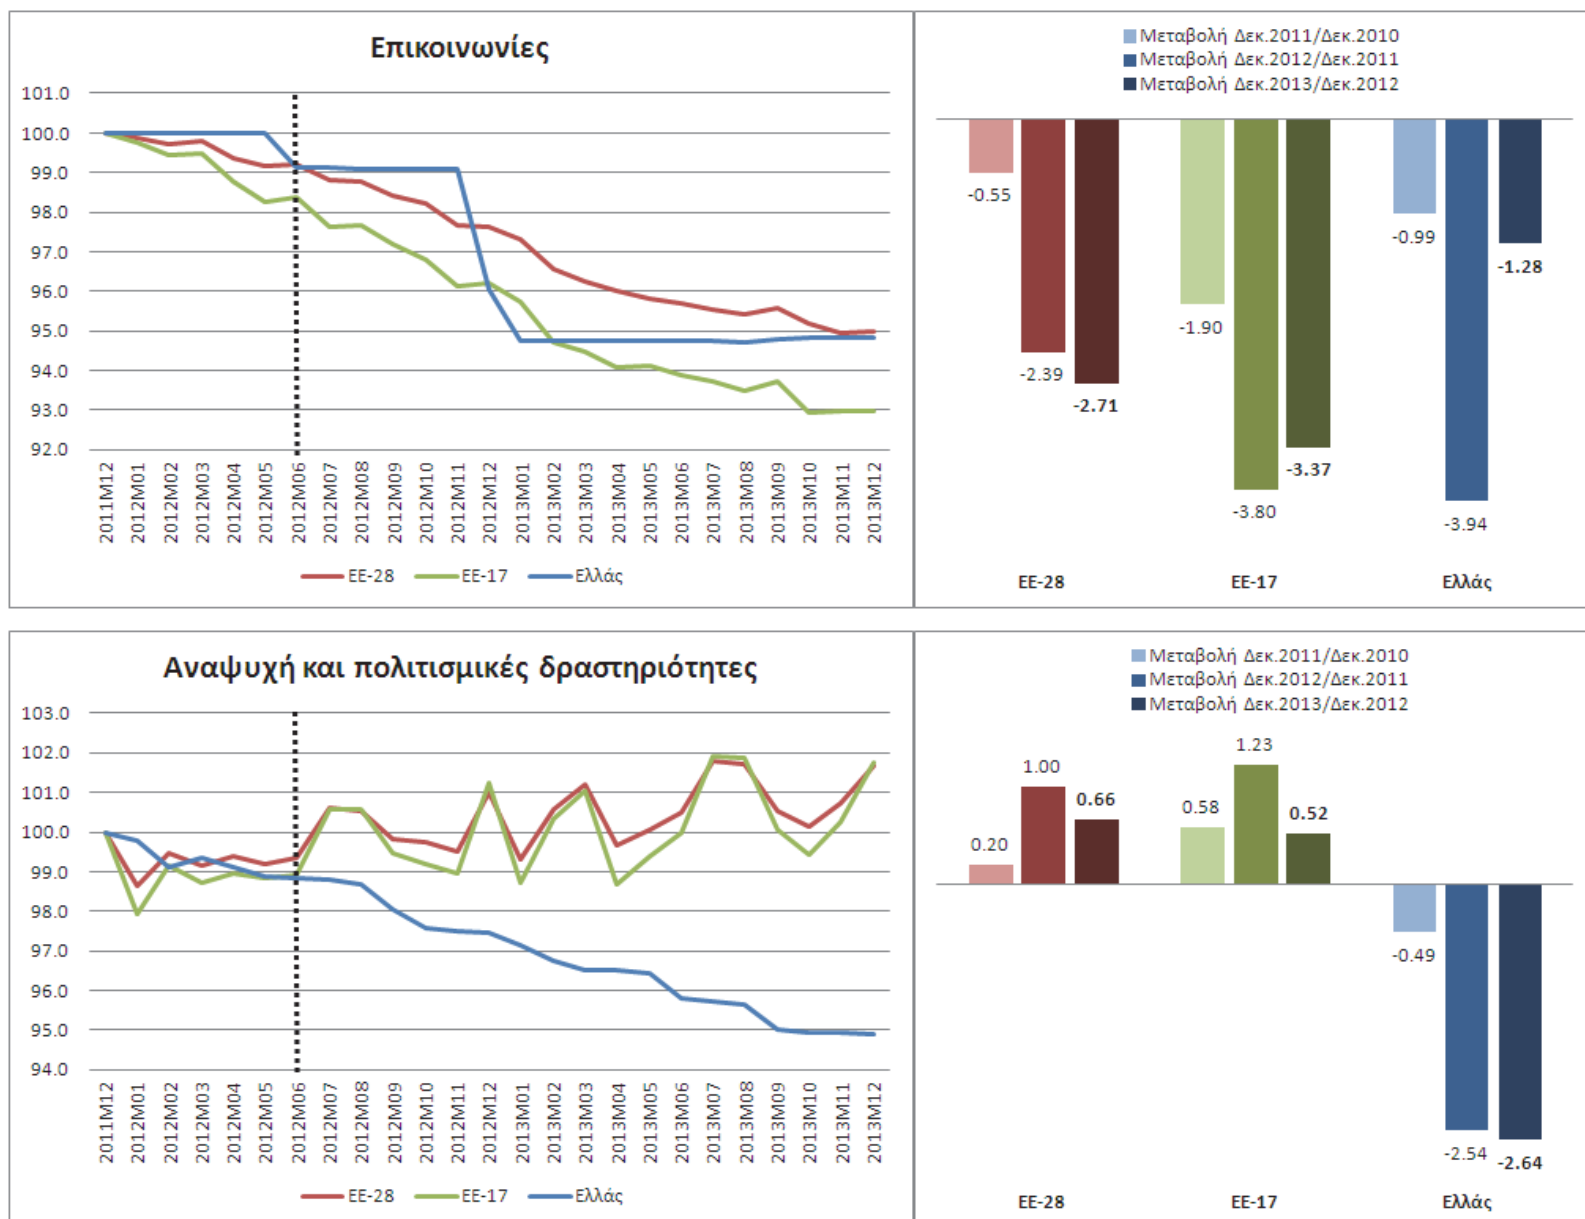 Επικοινωνίες
101.0
100.0
99.0
98.0
97.0
96.0
95.0
94.0
93.0
92.0
2011M12
2012M01
2012M02
2012M03
2012M04
2012M05
2012M06
2012M07
2012M08
2012M09
2012M10
2012M11
2012M12
2013M01
2013M02
2013M03
2013M04
2013M05
2013M06
2013M07
2013M08
2013M09
2013M10
2013M11
2013M12
ΕΕ-28 ΕΕ-17 Ελλάς
Μεταβολή Δεκ.2011/Δεκ.2010
Μεταβολή Δεκ.2012/Δεκ.2011
Μεταβολή Δεκ.2013/Δεκ.2012
-0.55
-2.39
-2.71
-1.90
-3.80
-3.37
-0.99
-3.94
-1.28
ΕΕ-28 ΕΕ-17 Ελλάς
Αναψυχή και πολιτισμικές δραστηριότητες
103.0
102.0
101.0
100.0
99.0
98.0
97.0
96.0
95.0
94.0
2011M12
2012M01
2012M02
2012M03
2012M04
2012M05
2012M06
2012M07
2012M08
2012M09
2012M10
2012M11
2012M12
2013M01
2013M02
2013M03
2013M04
2013M05
2013M06
2013M07
2013M08
2013M09
2013M10
2013M11
2013M12
ΕΕ-28 ΕΕ-17 Ελλάς
Μεταβολή Δεκ.2011/Δεκ.2010
Μεταβολή Δεκ.2012/Δεκ.2011
Μεταβολή Δεκ.2013/Δεκ.2012
0.20
1.00
0.66
0.58
1.23
0.52
-0.49
-2.54
-2.64
ΕΕ-28 ΕΕ-17 Ελλάς